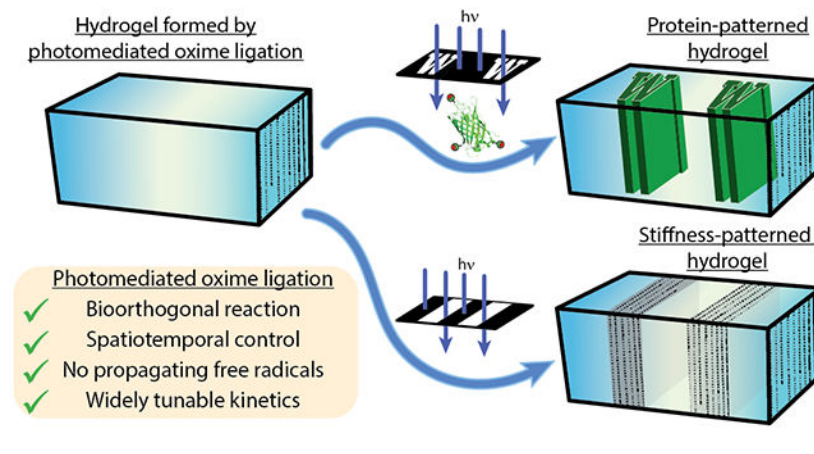 Hydrogel formed by
photomediated oxime ligation
hν
W W
Protein-patterned
hydrogel
W W
Stiffness-patterned
hydrogel
hν
Photomediated oxime ligation
Bioorthogonal reaction
Spatiotemporal control
No propagating free radicals
Widely tunable kinetics